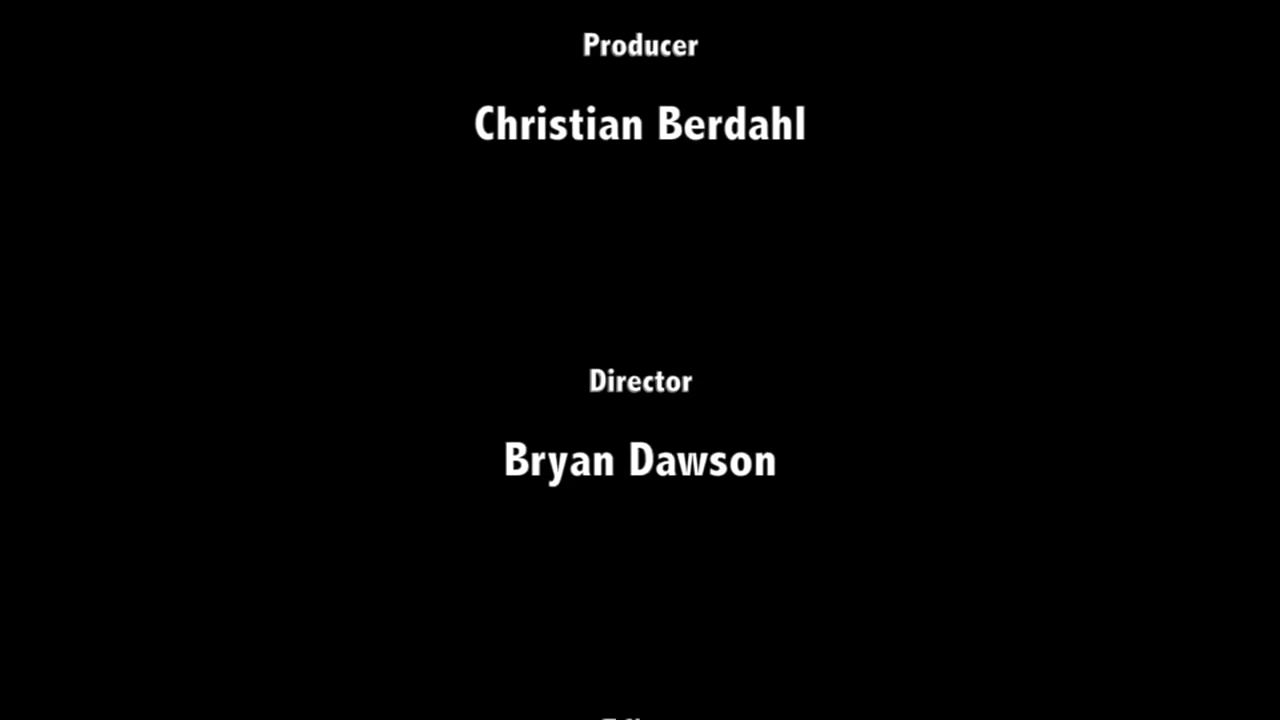 Producer
Christian Berdahl
Director
Bryan Dawson